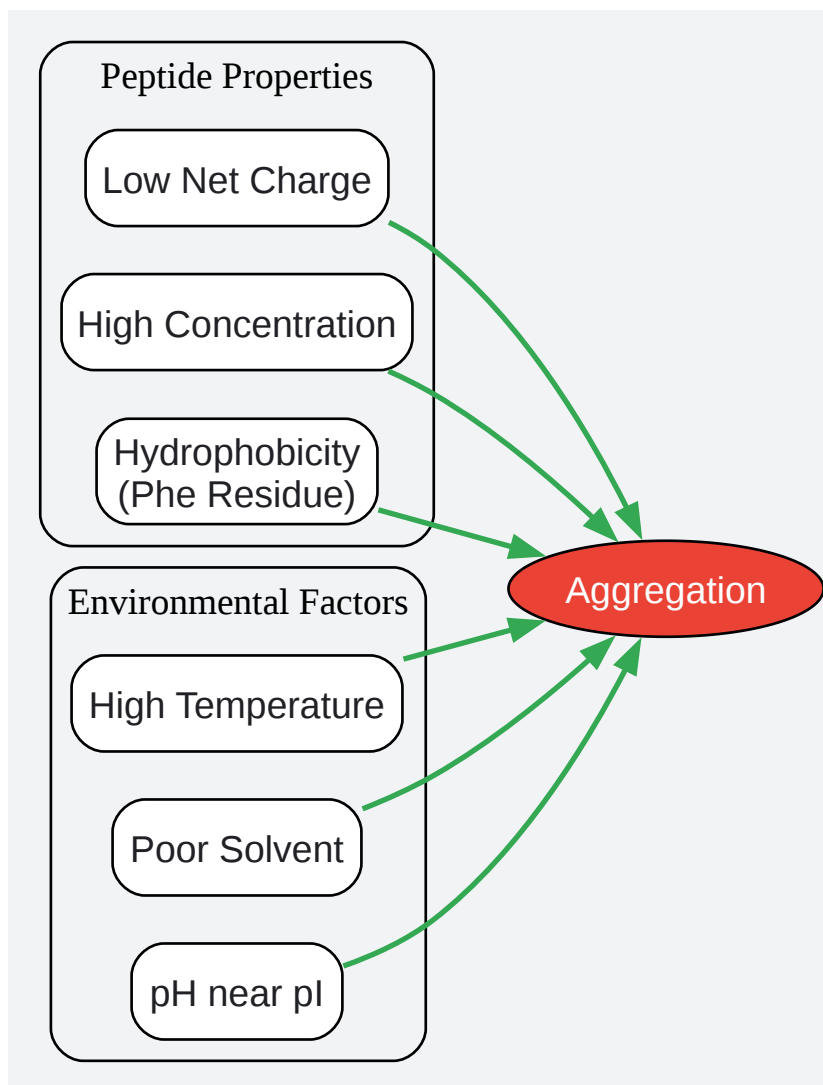 Peptide Properties
Low Net Charge
High Concentration
Hydrophobicity
(Phe Residue)
Aggregation
Environmental Factors
High Temperature
Poor Solvent
pH near pI